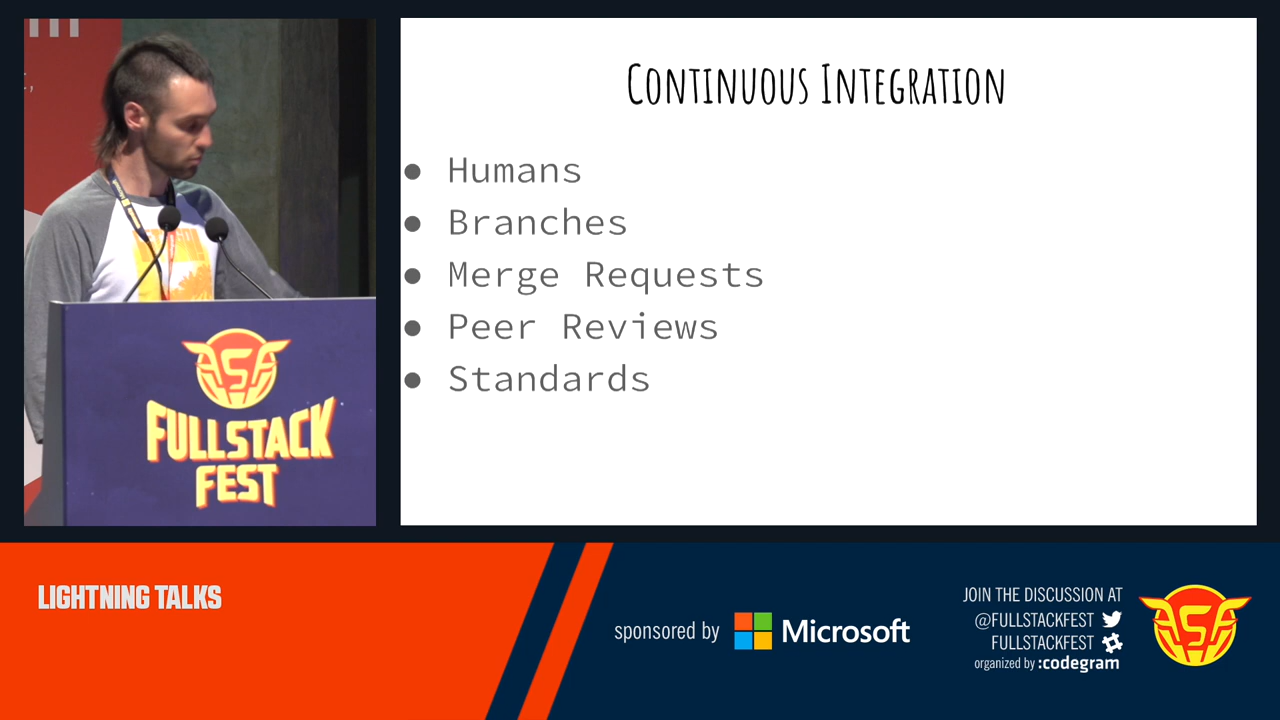 Continuous Integration
● Humans
● Branches
● Merge Requests
● Peer Reviews
● Standards
FULLSTACK
FEST
LIGHTNING TALKS
sponsored by Microsoft
JOIN THE DISCUSSION AT
@FULLSTACKFEST
FULLSTACKFEST
organized by :codegram